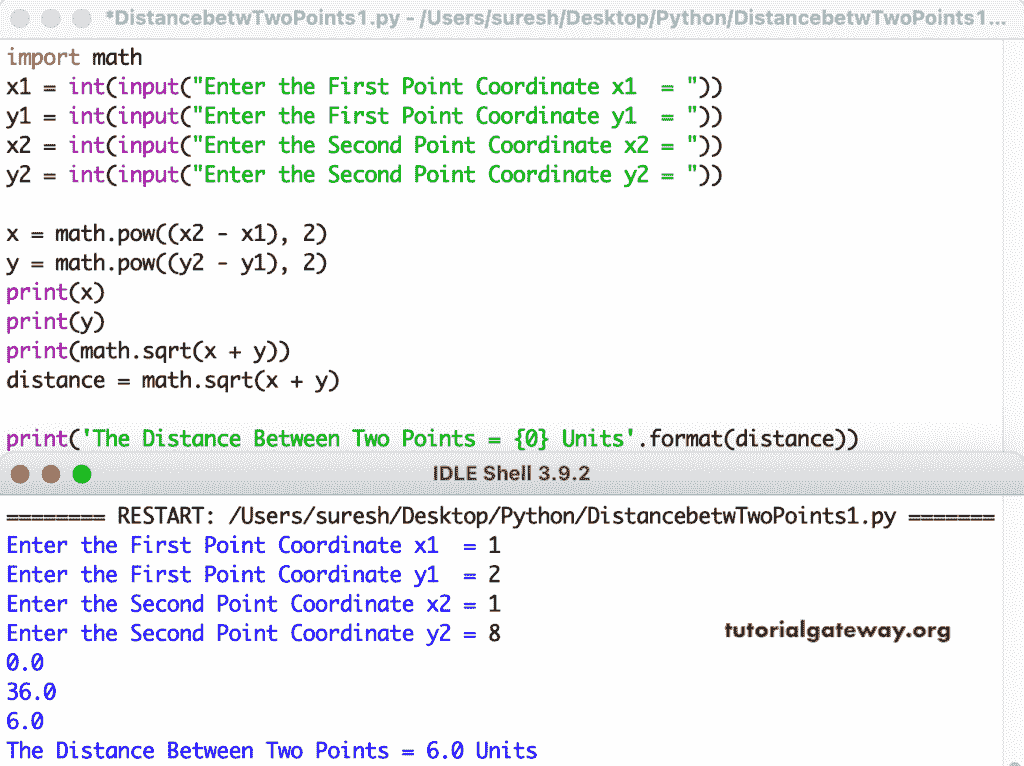 *DistancebetwTwoPoints1.py - /Users/suresh/Desktop/Python/DistancebetwTwoPoints1...
import math
x1 = int(input("Enter the First Point Coordinate x1  = "))
y1 = int(input("Enter the First Point Coordinate y1  = "))
x2 = int(input("Enter the Second Point Coordinate x2 = "))
y2 = int(input("Enter the Second Point Coordinate y2 = "))
x = math.pow((x2 - x1), 2)
y = math.pow((y2 - y1), 2)
print(x)
print(y)
print(math.sqrt(x + y))
distance = math.sqrt(x + y)
print('The Distance Between Two Points = {0} Units'.format(distance))
IDLE Shell 3.9.2
======== RESTART: /Users/suresh/Desktop/Python/DistancebetwTwoPoints1.py =======
Enter the First Point Coordinate x1  = 1
Enter the First Point Coordinate y1  = 2
Enter the Second Point Coordinate x2 = 1
Enter the Second Point Coordinate y2 = 8
tutorialgateway.org
0.0
36.0
6.0
The Distance Between Two Points = 6.0 Units